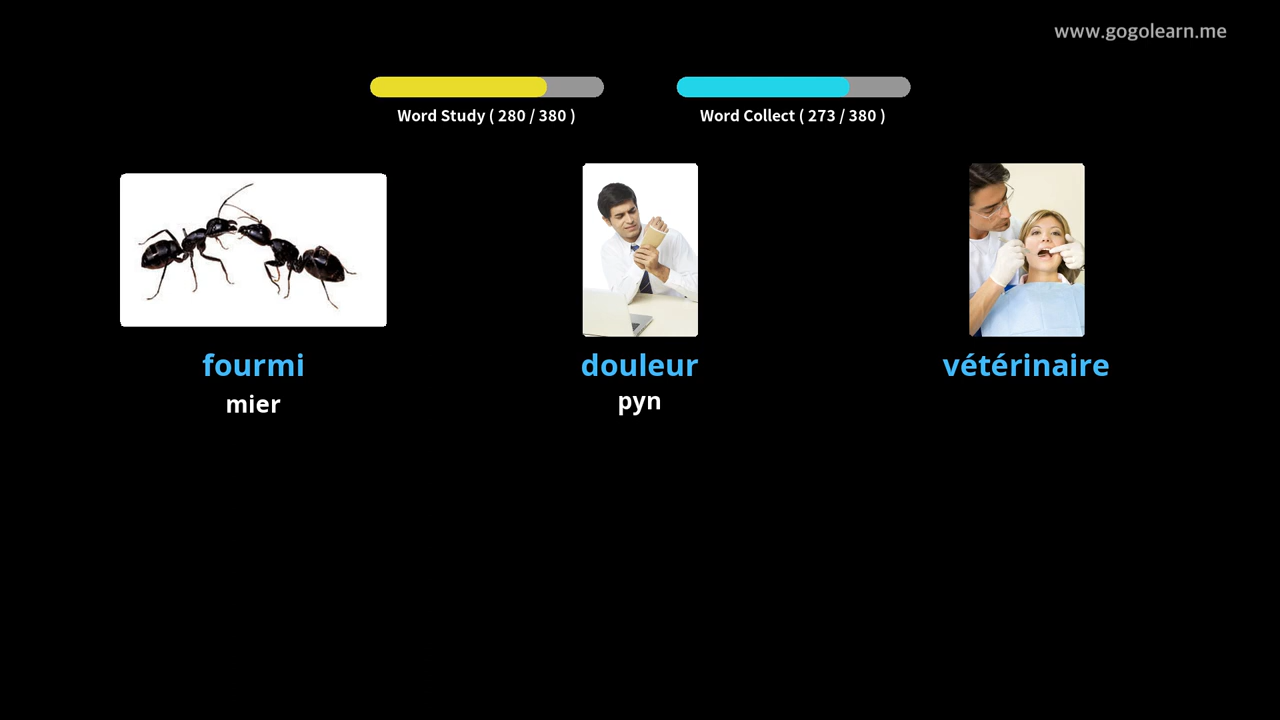 www.gogolearn.me
Word Study ( 280 / 380 )
Word Collect ( 273 / 380 )
fourmi
mier
douleur
pyn
vétérinaire